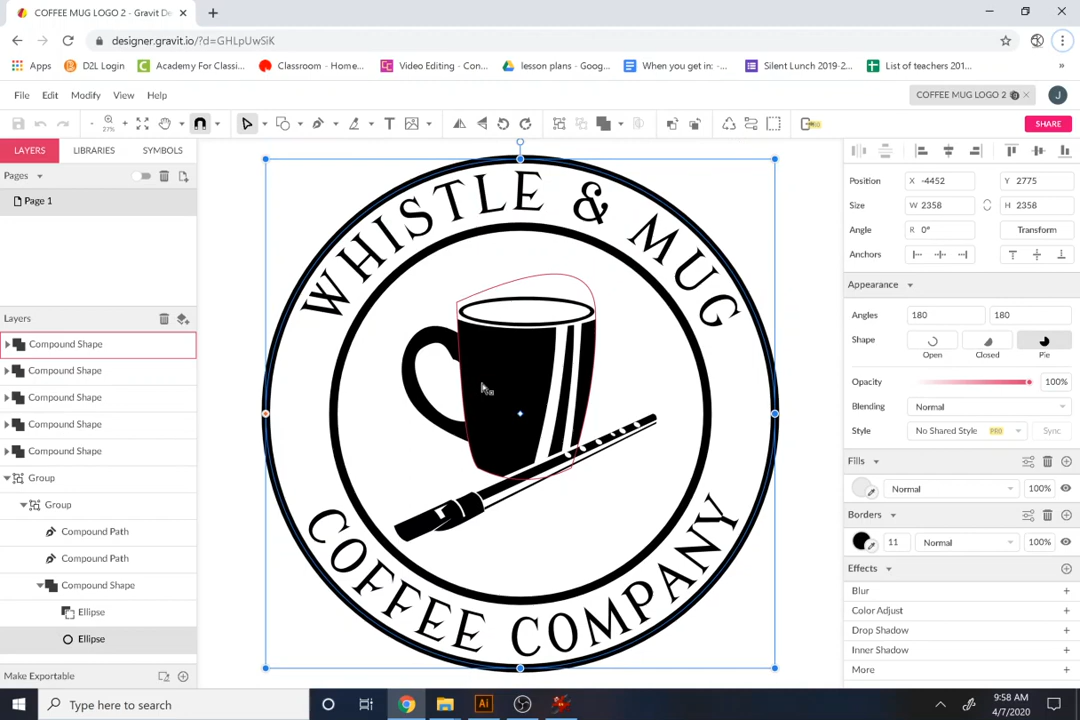 COFFEE MUG LOGO 2 - Gravit De
designer.gravit.io/?d=GHLpUwSiK
Apps D2L Login Academy For Classi... Classroom - Home... Video Editing - Con... lesson plans - Goog... When you get in: -... Silent Lunch 2019-2... List of teachers 201... »
File Edit Modify View Help COFFEE MUG LOGO 2 J
27% PRO SHARE
LAYERS LIBRARIES SYMBOLS
Pages
Page 1
Layers
Compound Shape
Compound Shape
Compound Shape
Compound Shape
Compound Shape
Group
Group
Compound Path
Compound Path
Compound Shape
Ellipse
Ellipse
Make Exportable
WHISTLE & MUG
COFFEE COMPANY
Position X -4452 Y 2775
Size W 2358 H 2358
Angle R 0° Transform
Anchors
Appearance
Angles 180 180
Shape
Open Closed Pie
Opacity 100%
Blending Normal
Style No Shared Style PRO Sync
Fills
Normal 100%
Borders
11 Normal 100%
Effects
Blur
Color Adjust
Drop Shadow
Inner Shadow
More
Type here to search
Ai
9:58 AM
4/7/2020